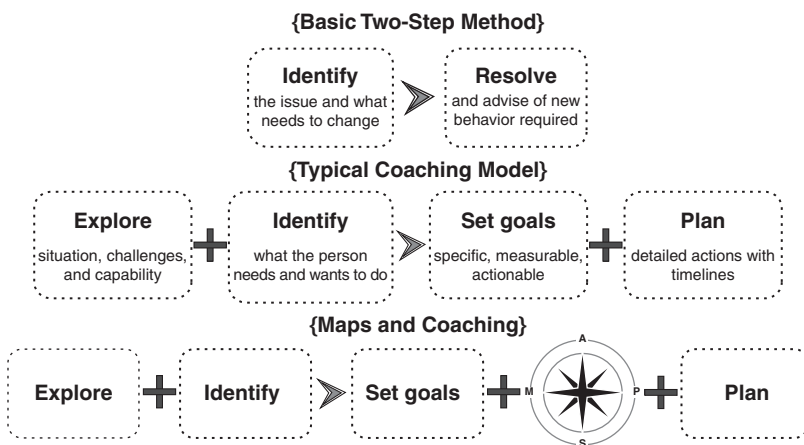 {Basic Two-Step Method}
Identify
the issue and what
needs to change
Resolve
and advise of new
behavior required
{Typical Coaching Model}
Explore
situation, challenges,
and capability
Identify
what the person
needs and wants to do
Set goals
specific, measurable,
actionable
Plan
detailed actions with
timelines
{Maps and Coaching}
Explore
Identify
Set goals
A
M
P
S
Plan